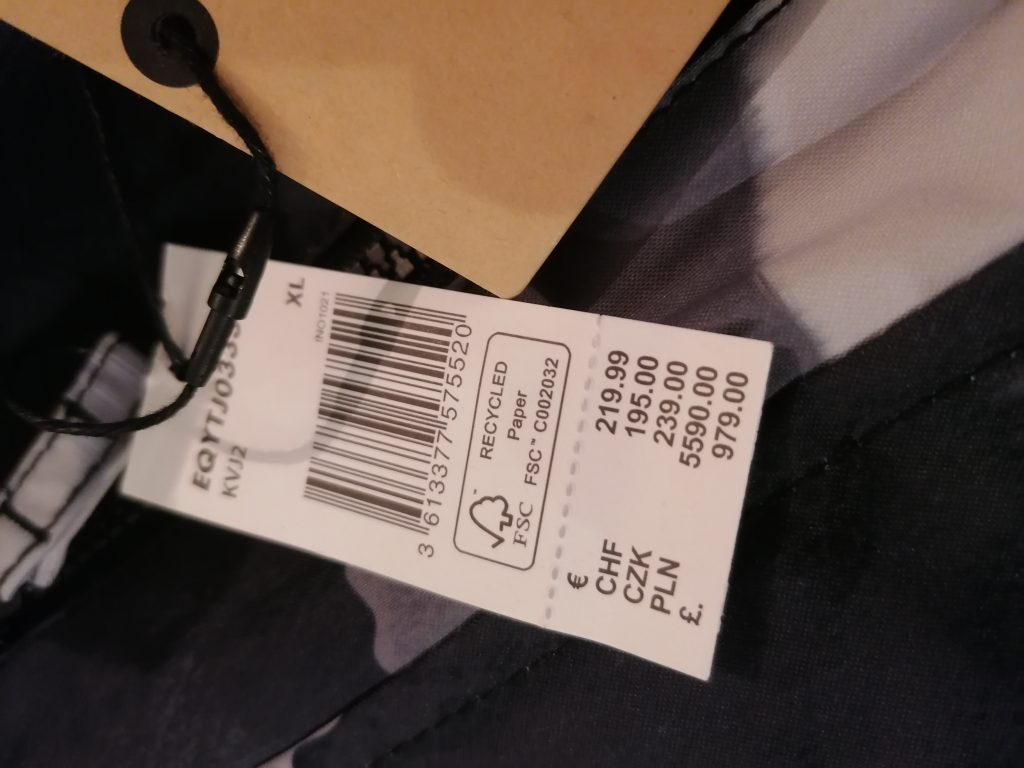 XL
KVJ2
INO1021
3 613377 575520
RECYCLED
Paper
FSC™ C002032
FSC
€ 219.99
CHF 195.00
CZK 239.00
PLN 5590.00
£. 979.00